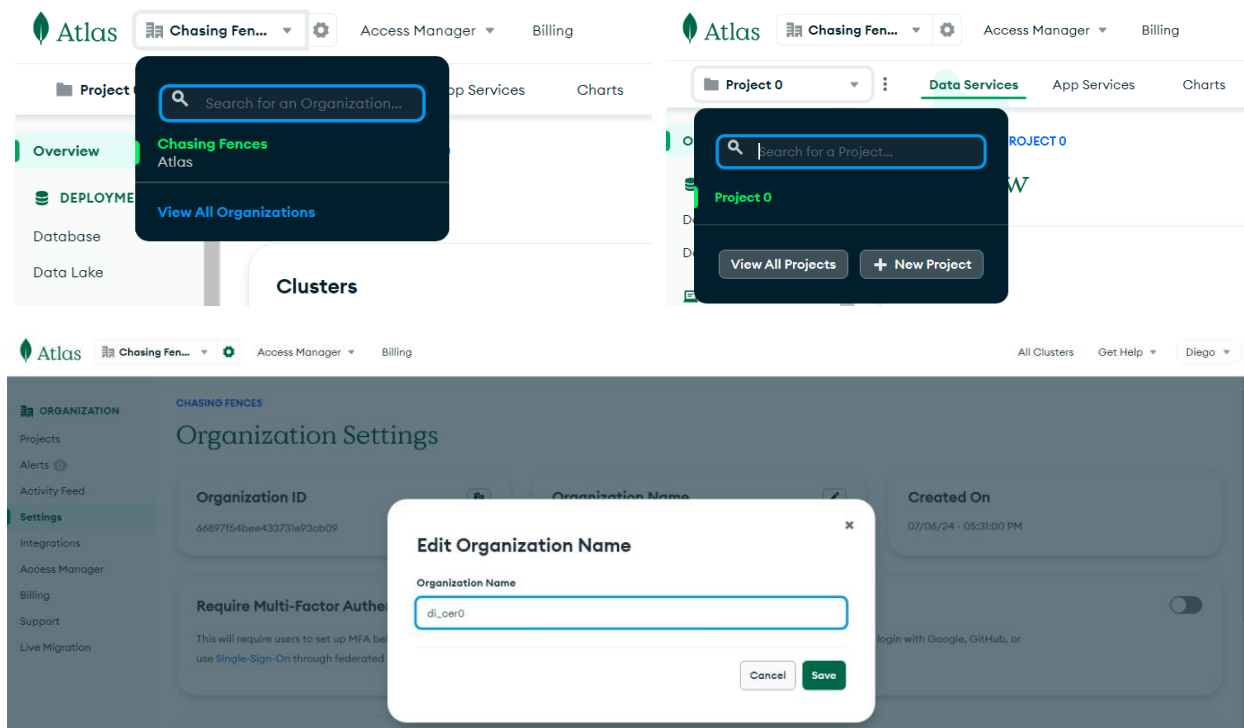 Atlas
Chasing Fen...
Access Manager
Billing
Project
pp Services
Charts
Search for an Organization...
Chasing Fences
Atlas
View All Organizations
Overview
DEPLOYME
Database
Data Lake
Clusters
Atlas
Chasing Fen...
Access Manager
Billing
Project 0
Data Services
App Services
Charts
ROJECT 0
W
Search for a Project...
Project 0
View All Projects
+ New Project
Atlas
Chasing Fen...
Access Manager
Billing
All Clusters
Get Help
Diego
ORGANIZATION
Projects
Alerts 0
Activity Feed
Settings
Integrations
Access Manager
Billing
Support
Live Migration
CHASING FENCES
Organization Settings
Organization ID
66897f54bee433731e93cb09
Organization Name
Created On
07/06/24 - 05:31:00 PM
Require Multi-Factor Authe
This will require users to set up MFA be
login with Google, GitHub, or
use Single-Sign-On through federated
Edit Organization Name
Organization Name
di_cer0
Cancel
Save